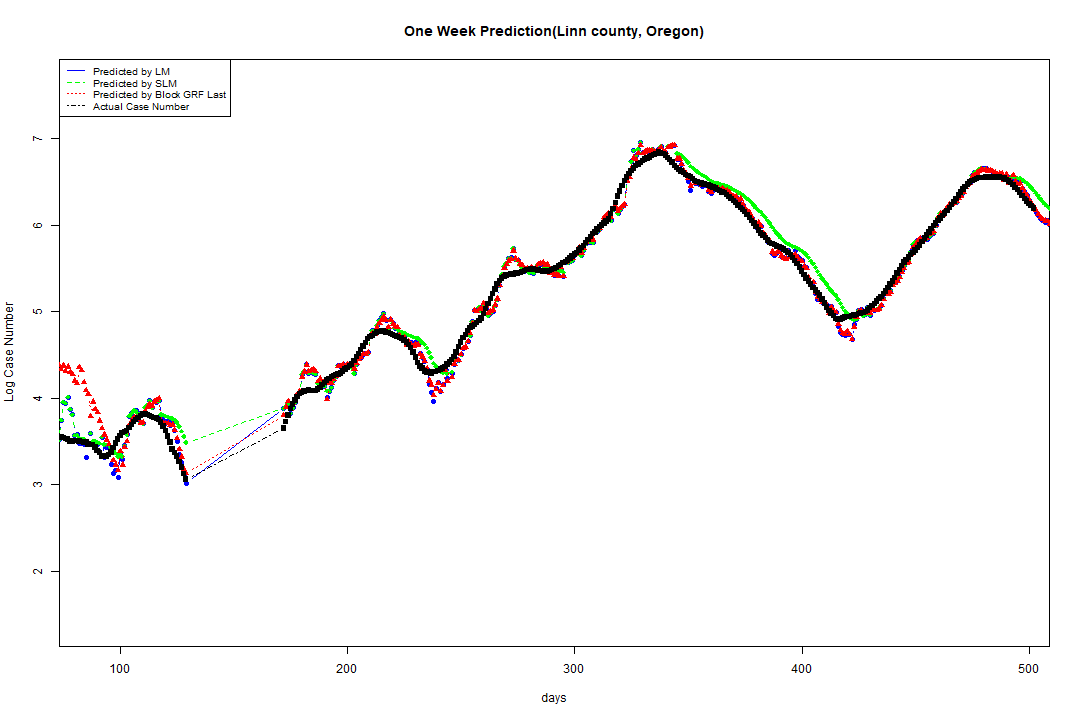 One Week Prediction(Linn county, Oregon)
Predicted by LM
Predicted by SLM
Predicted by Block GRF Last
Actual Case Number
7
6
5
4
3
2
Log Case Number
100 200 300 400 500
days